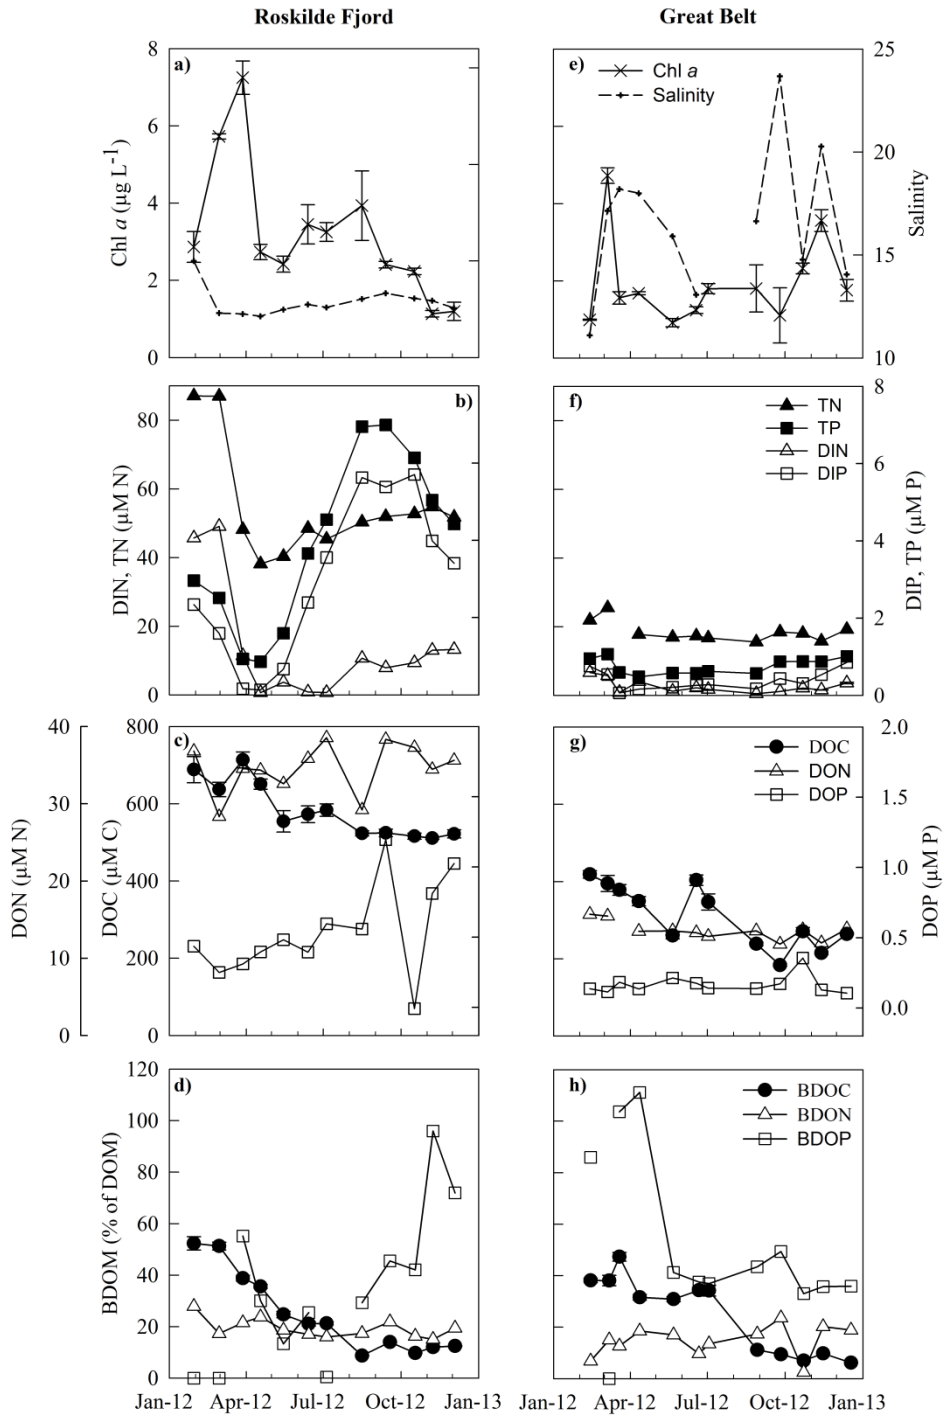 Roskilde Fjord
Great Belt
a)
8
6
4
2
0
Chl a (µg L-1)
e)
Chl a
Salinity
25
20
15
10
Salinity
b)
80
60
40
20
0
DIN, TN (µM N)
f)
TN
TP
DIN
DIP
8
6
4
2
0
DIP, TP (µM P)
c)
40
30
20
10
0
DON (µM N)
800
600
400
200
0
DOC (µM C)
g)
DOC
DON
DOP
2.0
1.5
1.0
0.5
0.0
DOP (µM P)
d)
120
100
80
60
40
20
0
BDOM (% of DOM)
h)
BDOC
BDON
BDOP
Jan-12 Apr-12 Jul-12 Oct-12 Jan-13
Jan-12 Apr-12 Jul-12 Oct-12 Jan-13